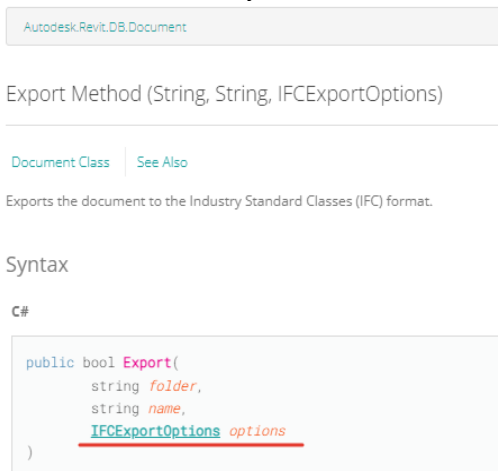 Autodesk.Revit.DB.Document
Export Method (String, String, IFCExportOptions)
Document Class See Also
Exports the document to the Industry Standard Classes (IFC) format.
Syntax
C#
public bool Export(
string folder,
string name,
IFCExportOptions options
)